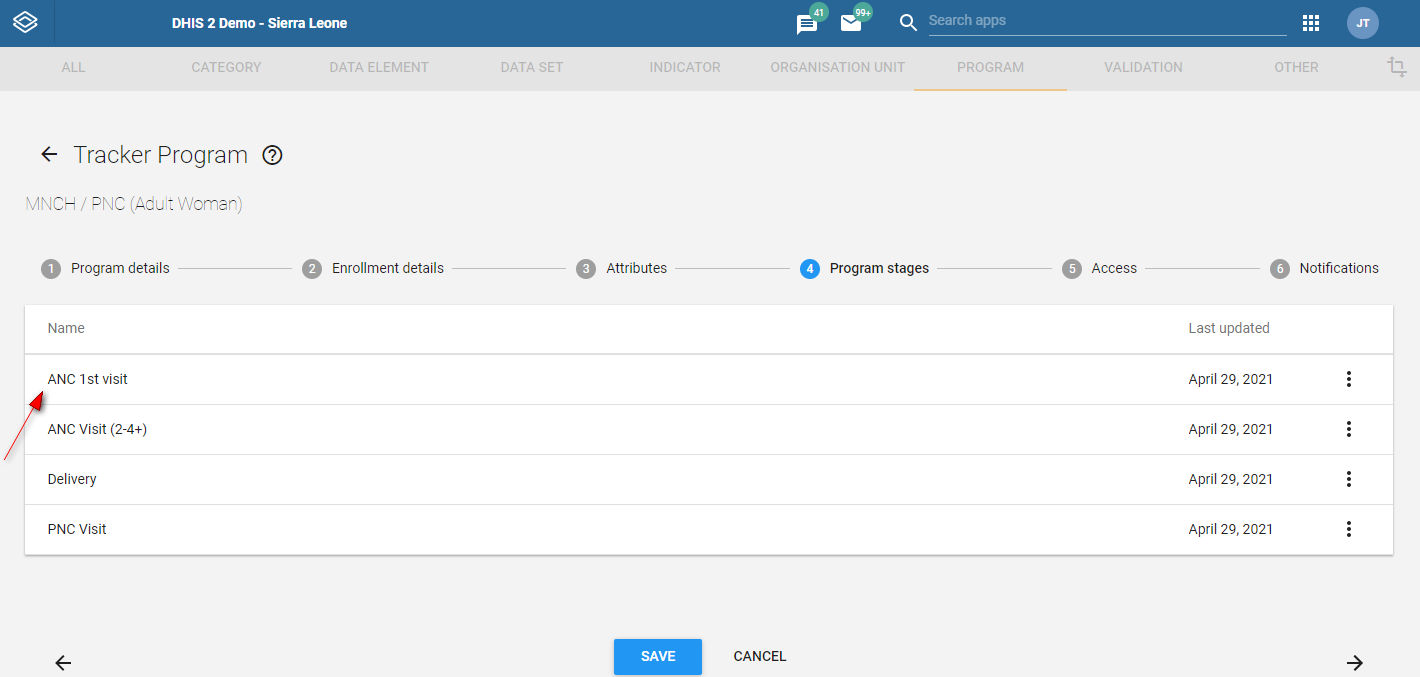 DHIS 2 Demo - Sierra Leone 41 99+ Search apps JT
ALL CATEGORY DATA ELEMENT DATA SET INDICATOR ORGANISATION UNIT PROGRAM VALIDATION OTHER
Tracker Program ?
MNCH / PNC (Adult Woman)
1 Program details 2 Enrollment details 3 Attributes 4 Program stages 5 Access 6 Notifications
Name Last updated
ANC 1st visit April 29, 2021
ANC Visit (2-4+) April 29, 2021
Delivery April 29, 2021
PNC Visit April 29, 2021
SAVE CANCEL